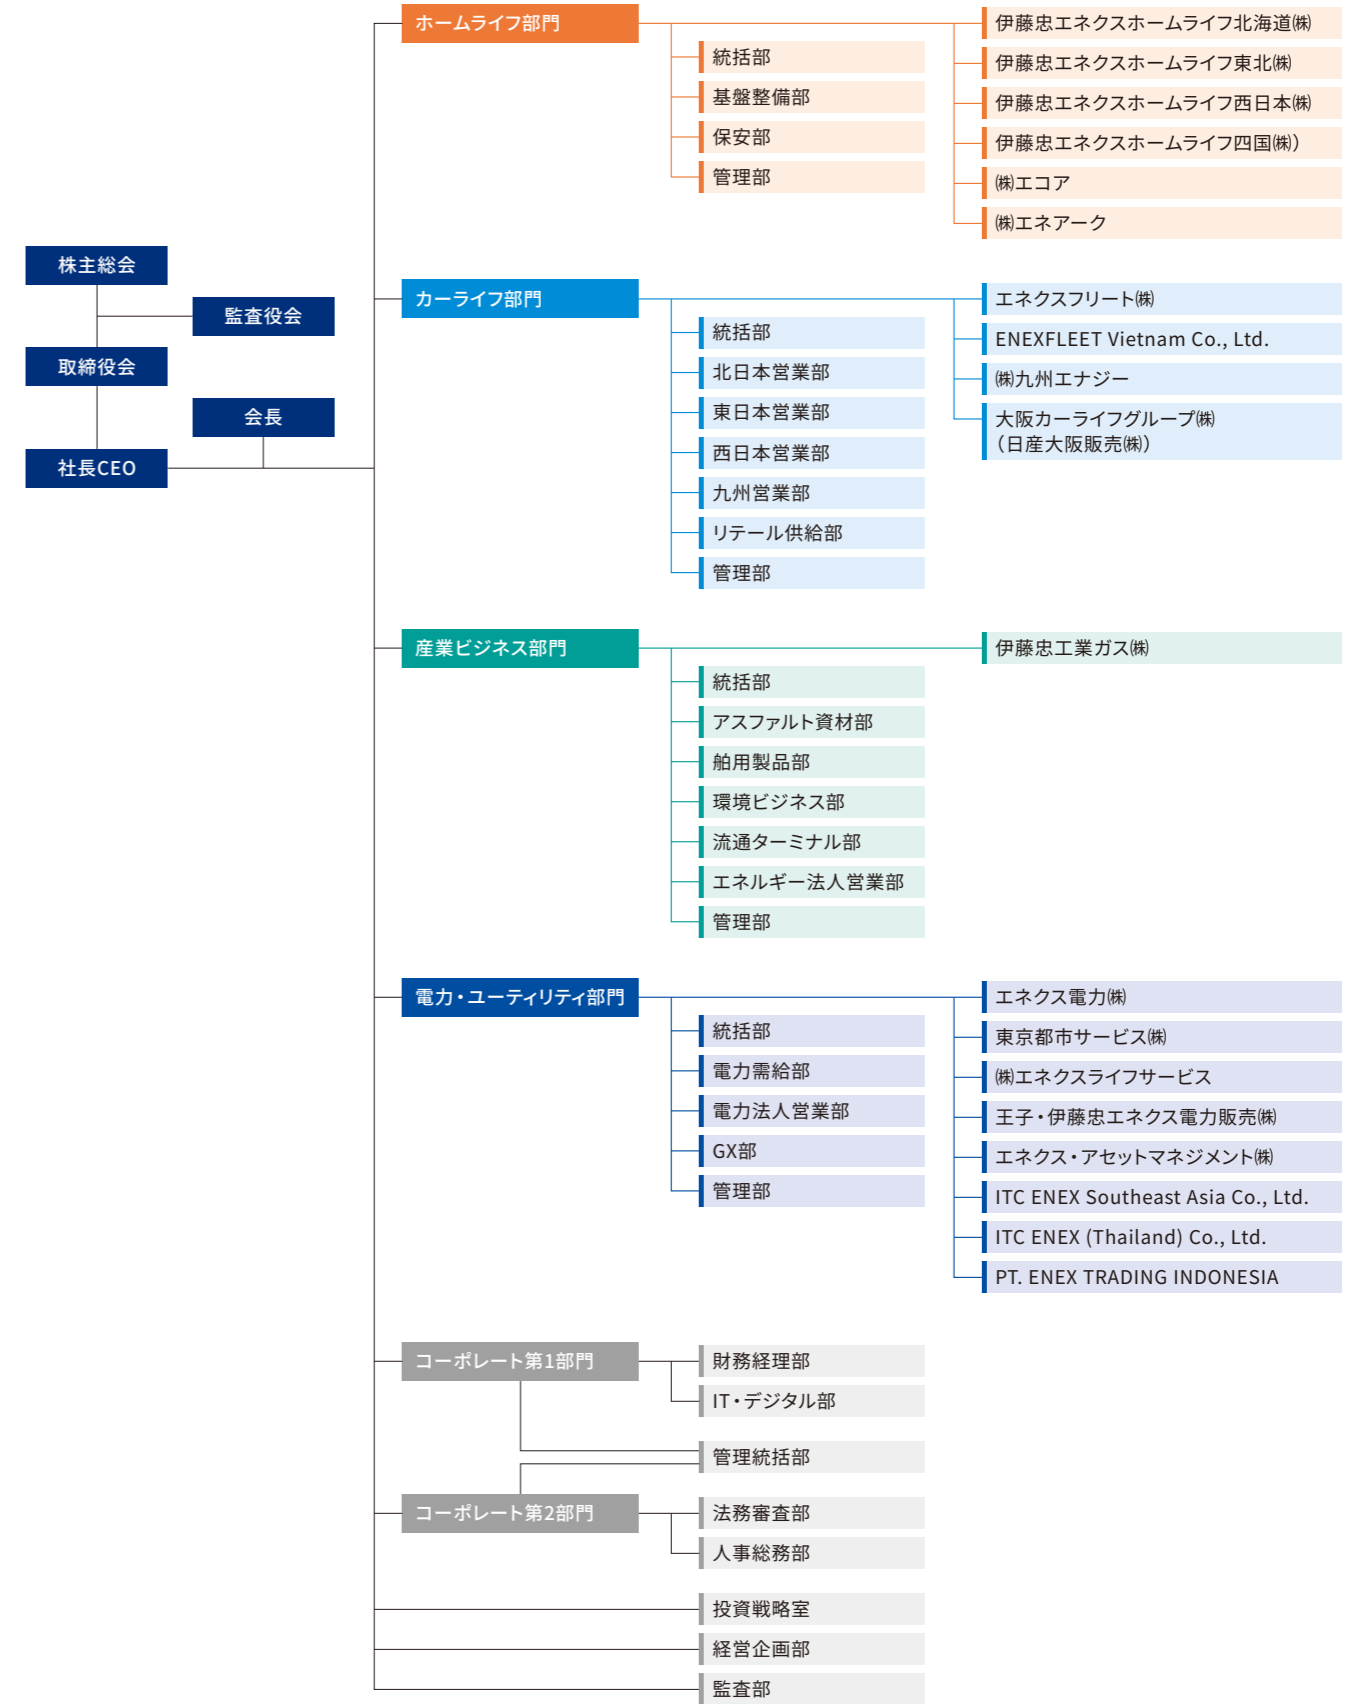 株主総会
監査役会
取締役会
会長
社長CEO
ホームライフ部門
統括部
基盤整備部
保安部
管理部
伊藤忠エネクスホームライフ北海道㈱
伊藤忠エネクスホームライフ東北㈱
伊藤忠エネクスホームライフ西日本㈱
伊藤忠エネクスホームライフ四国㈱）
㈱エコア
㈱エネアーク
カーライフ部門
統括部
北日本営業部
東日本営業部
西日本営業部
九州営業部
リテール供給部
管理部
エネクスフリート㈱
ENEXFLEET Vietnam Co., Ltd.
㈱九州エナジー
大阪カーライフグループ㈱
（日産大阪販売㈱）
産業ビジネス部門
統括部
アスファルト資材部
舶用製品部
環境ビジネス部
流通ターミナル部
エネルギー法人営業部
管理部
伊藤忠工業ガス㈱
電力・ユーティリティ部門
統括部
電力需給部
電力法人営業部
GX部
管理部
エネクス電力㈱
東京都市サービス㈱
㈱エネクスライフサービス
王子・伊藤忠エネクス電力販売㈱
エネクス・アセットマネジメント㈱
ITC ENEX Southeast Asia Co., Ltd.
ITC ENEX (Thailand) Co., Ltd.
PT. ENEX TRADING INDONESIA
コーポレート第1部門
財務経理部
IT・デジタル部
管理統括部
コーポレート第2部門
法務審査部
人事総務部
投資戦略室
経営企画部
監査部